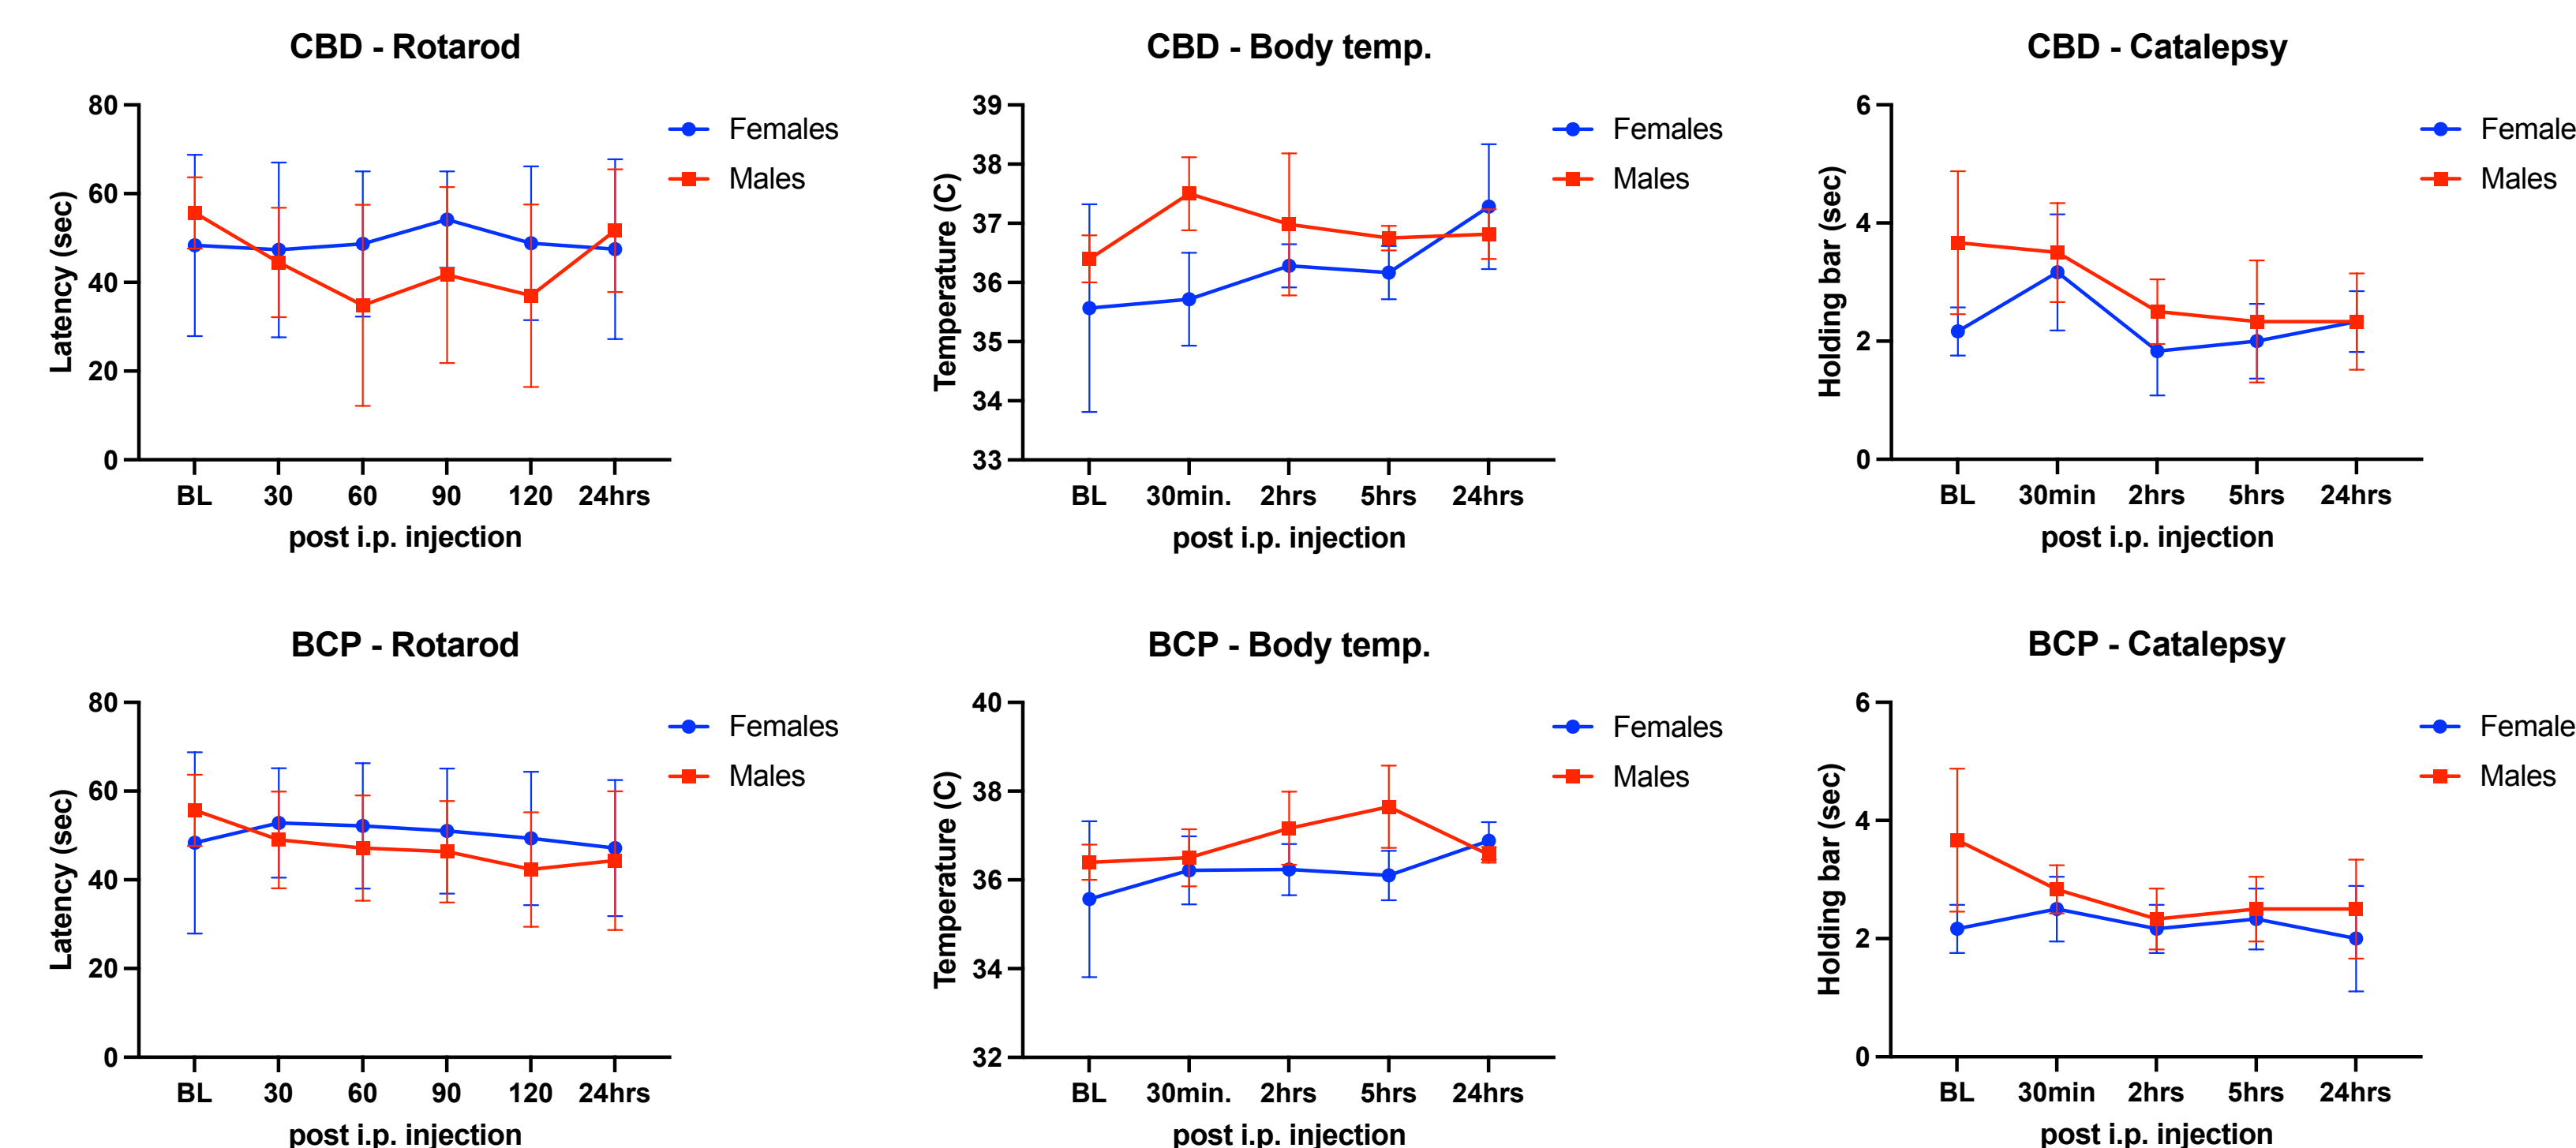 CBD - Rotarod
Latency (sec)
80
60
40
20
0
BL 30 60 90 120 24hrs
post i.p. injection
Females
Males
CBD - Body temp.
Temperature (C)
39
38
37
36
35
34
33
BL 30min. 2hrs 5hrs 24hrs
post i.p. injection
Females
Males
CBD - Catalepsy
Holding bar (sec)
6
4
2
0
BL 30min 2hrs 5hrs 24hrs
post i.p. injection
Female
Males
BCP - Rotarod
Latency (sec)
80
60
40
20
0
BL 30 60 90 120 24hrs
post i.p. injection
Females
Males
BCP - Body temp.
Temperature (C)
40
38
36
34
32
BL 30min. 2hrs 5hrs 24hrs
post i.p. injection
Females
Males
BCP - Catalepsy
Holding bar (sec)
6
4
2
0
BL 30min 2hrs 5hrs 24hrs
post i.p. injection
Female
Males